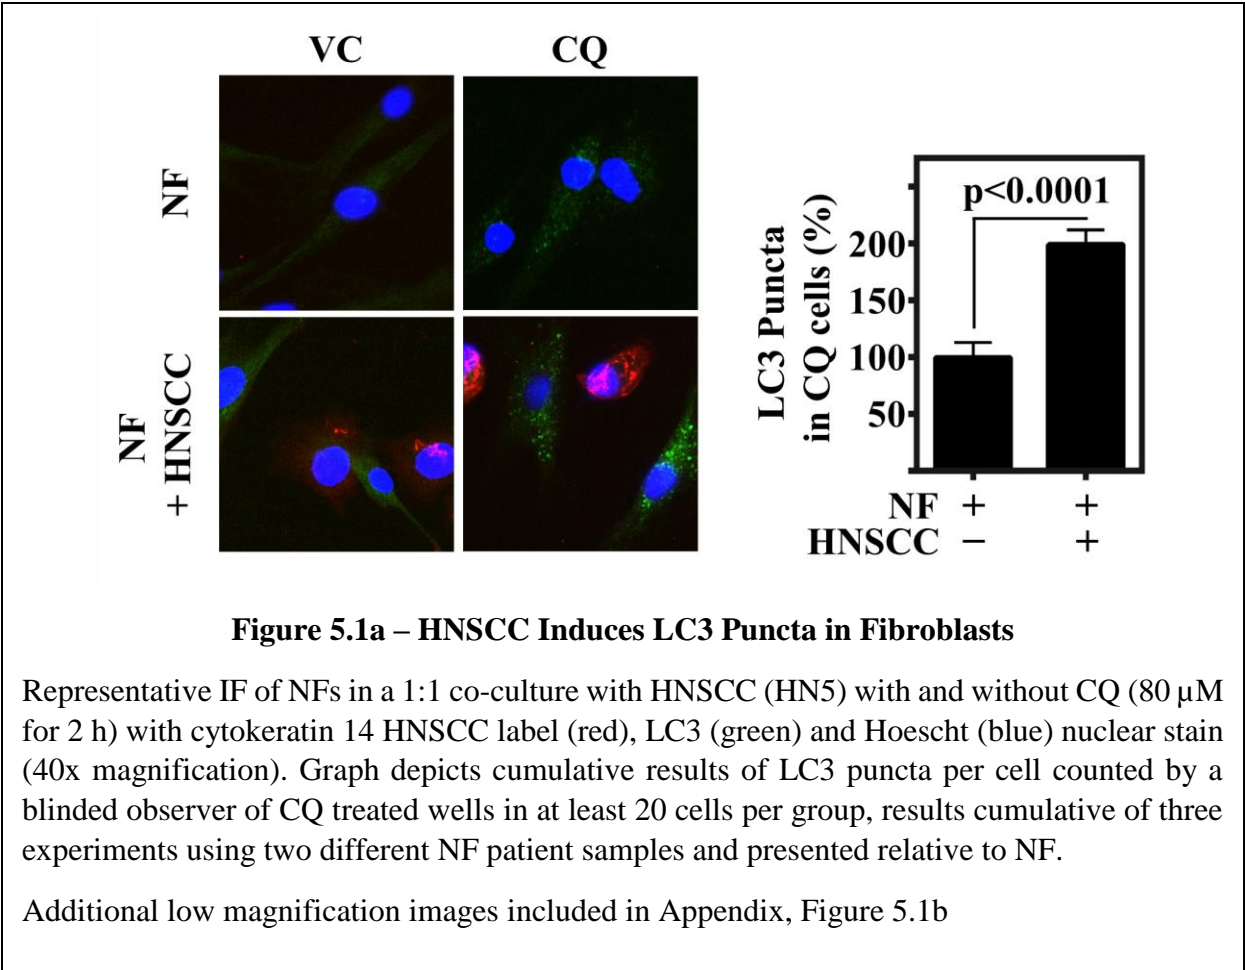 VC CQ
NF
NF
+ HNSCC
LC3 Puncta
in CQ cells (%)
p<0.0001
200
150
100
50
NF + +
HNSCC − +
Figure 5.1a – HNSCC Induces LC3 Puncta in Fibroblasts
Representative IF of NFs in a 1:1 co-culture with HNSCC (HN5) with and without CQ (80 µM
for 2 h) with cytokeratin 14 HNSCC label (red), LC3 (green) and Hoescht (blue) nuclear stain
(40x magnification). Graph depicts cumulative results of LC3 puncta per cell counted by a
blinded observer of CQ treated wells in at least 20 cells per group, results cumulative of three
experiments using two different NF patient samples and presented relative to NF.
Additional low magnification images included in Appendix, Figure 5.1b